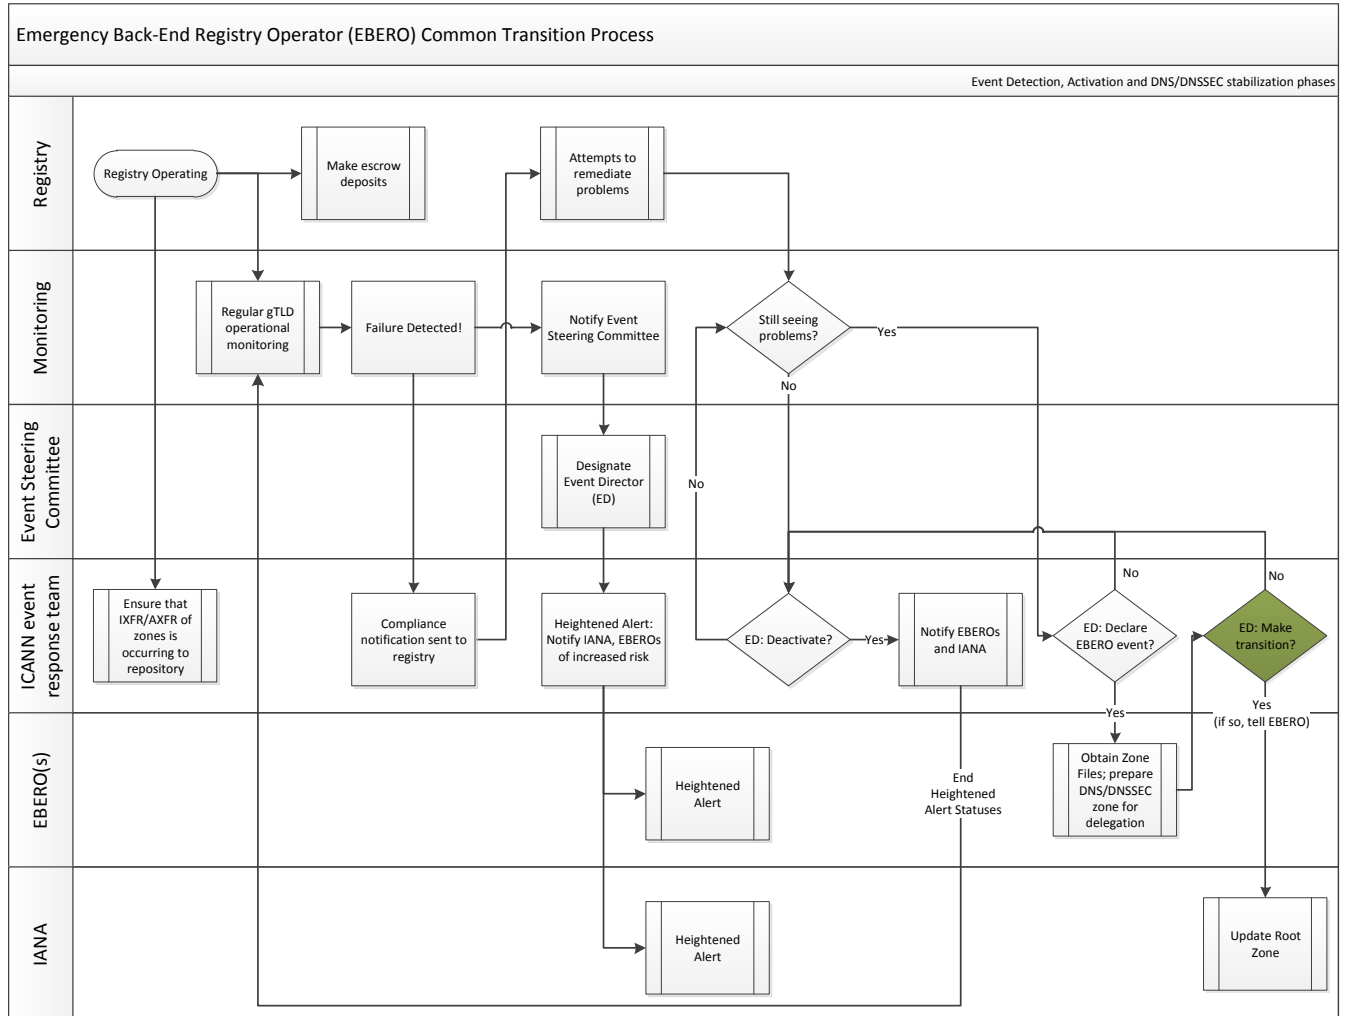 Emergency Back-End Registry Operator (EBERO) Common Transition Process
Event Detection, Activation and DNS/DNSSEC stabilization phases
Registry
Registry Operating
Make escrow
deposits
Attempts to
remediate
problems
Monitoring
Regular gTLD
operational
monitoring
Failure Detected!
Notify Event
Steering Committee
Still seeing
problems?
Yes
No
Event Steering
Committee
Designate
Event Director
(ED)
No
ICANN event
response team
Ensure that
IXFR/AXFR of
zones is
occurring to
repository
Compliance
notification sent to
registry
Heightened Alert:
Notify IANA, EBEROs
of increased risk
ED: Deactivate?
Yes
Notify EBEROs
and IANA
No
ED: Declare
EBERO event?
Yes
No
ED: Make
transition?
Yes
(if so, tell EBERO)
EBERO(s)
Heightened
Alert
End
Heightened
Alert Statuses
Obtain Zone
Files; prepare
DNS/DNSSEC
zone for
delegation
IANA
Heightened
Alert
Update Root
Zone